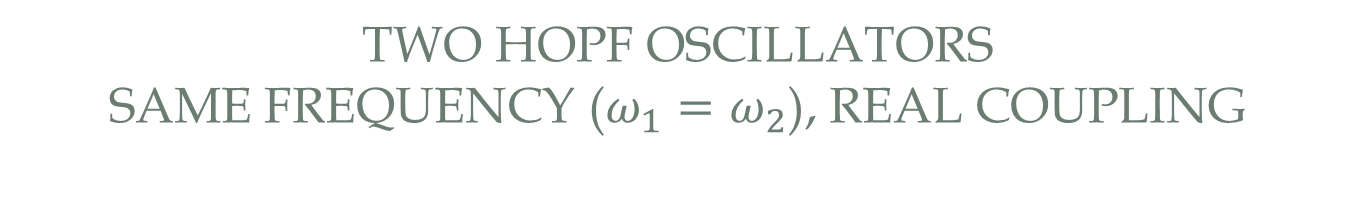 TWO HOPF OSCILLATORS
SAME FREQUENCY (𝜔₁ = 𝜔₂), REAL COUPLING